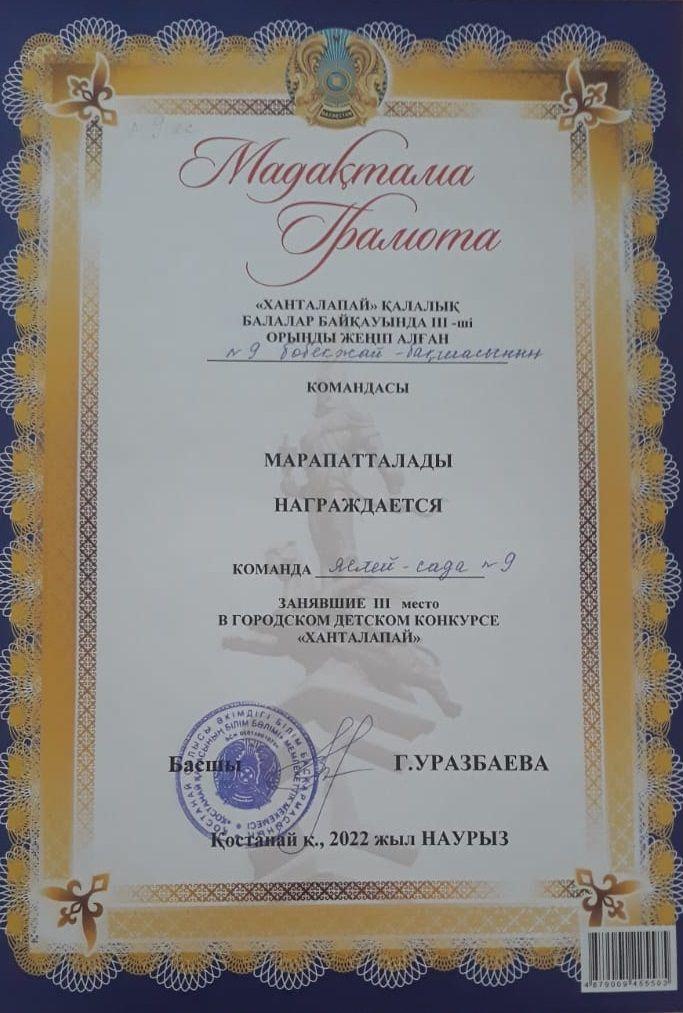 Мадақтама
Грамота
«ХАНТАЛАПАЙ» ҚАЛАЛЫҚ
БАЛАЛАР БАЙҚАУЫНДА III -ші
ОРЫНДЫ ЖЕҢІП АЛҒАН
№9 бөбекжай - бақшасының
КОМАНДАСЫ
МАРАПАТТАЛАДЫ
НАГРАЖДАЕТСЯ
КОМАНДА яслей - сада №9
ЗАНЯВШИЕ III место
В ГОРОДСКОМ ДЕТСКОМ КОНКУРСЕ
«ХАНТАЛАПАЙ»
Басшы Г.УРАЗБАЕВА
Қостанай қ., 2022 жыл НАУРЫЗ